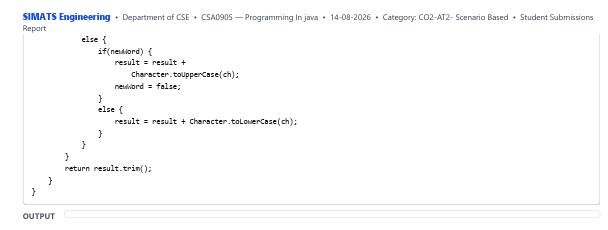 SIMATS Engineering • Department of CSE • CSA0905 — Programming In java • 14-08-2026 • Category: CO2-AT2- Scenario Based • Student Submissions
Report
else {
if(newWord) {
result = result +
Character.toUpperCase(ch);
newWord = false;
}
else {
result = result + Character.toLowerCase(ch);
}
}
}
return result.trim();
}
}
OUTPUT